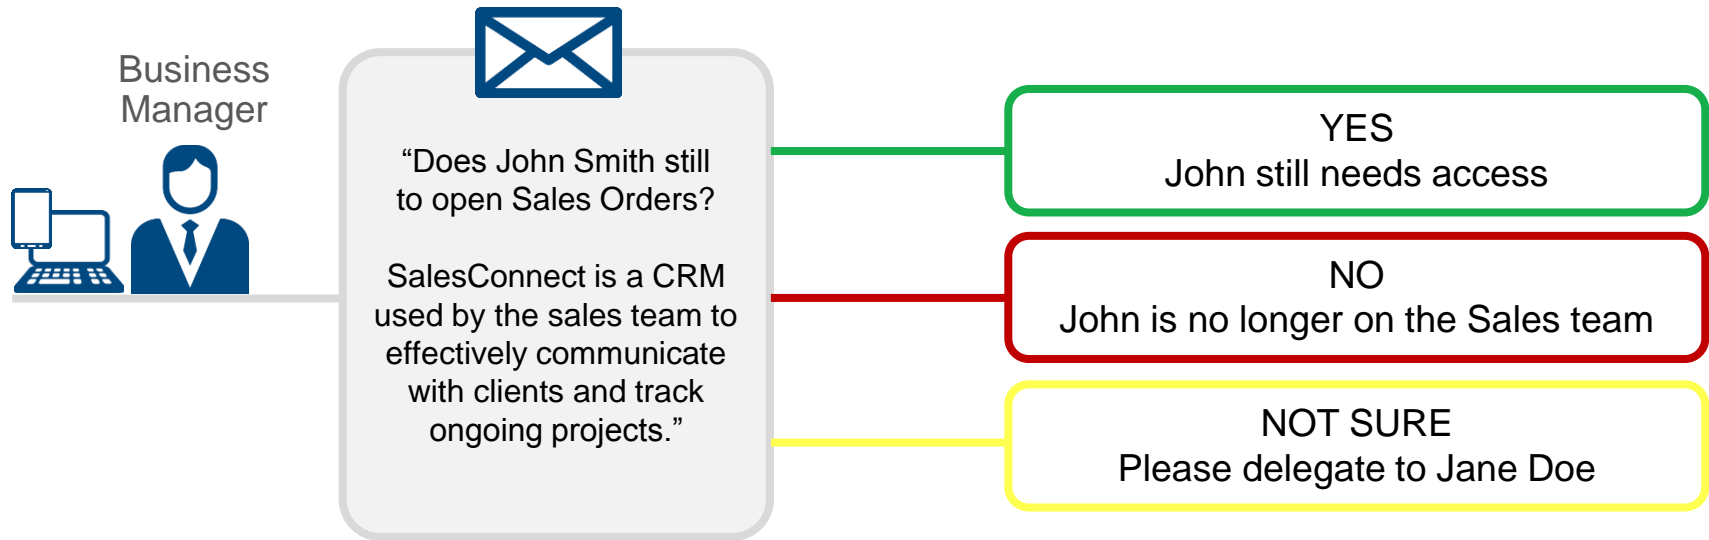 Business
Manager
“Does John Smith still
to open Sales Orders?
SalesConnect is a CRM
used by the sales team to
effectively communicate
with clients and track
ongoing projects.”
YES
John still needs access
NO
John is no longer on the Sales team
NOT SURE
Please delegate to Jane Doe